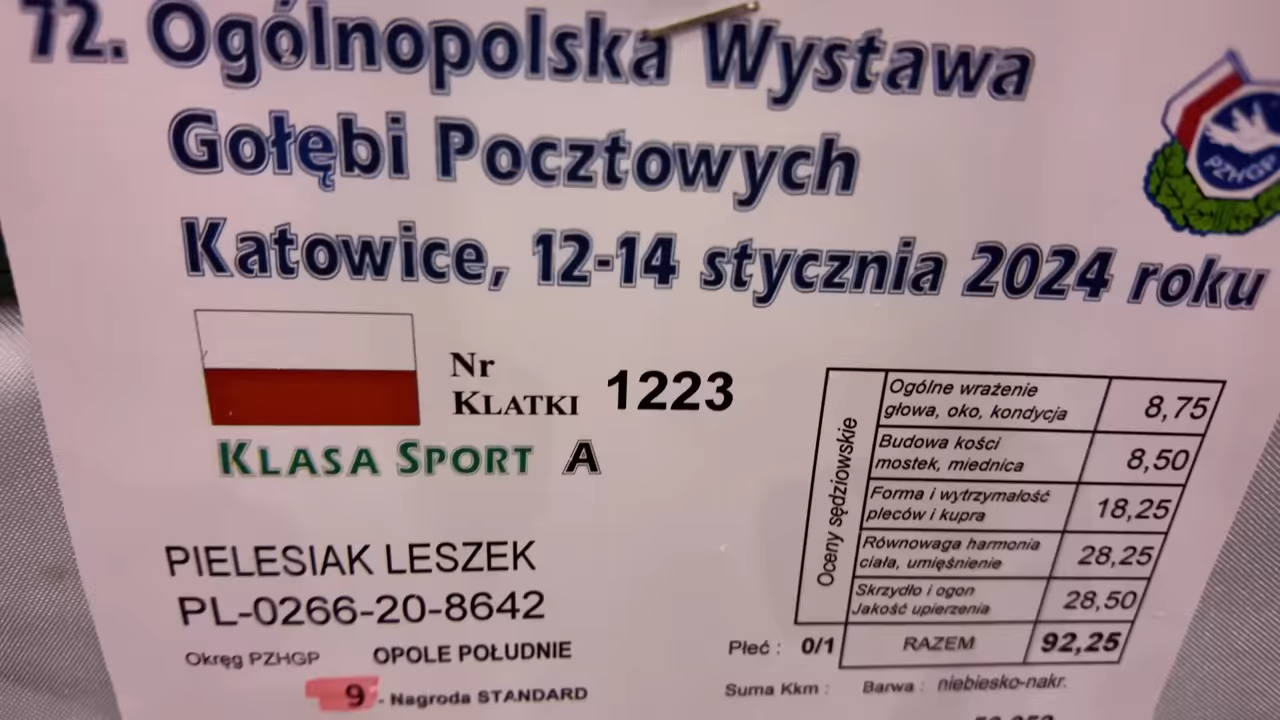 72. Ogólnopolska Wystawa
Gołębi Pocztowych
Katowice, 12-14 stycznia 2024 roku
PZHGP
Nr
KLATKI 1223
KLASA SPORT A
Oceny sędziowskie
Ogólne wrażenie
głowa, oko, kondycja 8,75
Budowa kości
mostek, miednica 8,50
Forma i wytrzymałość
pleców i kupra 18,25
Równowaga harmonia
ciała, umięśnienie 28,25
Skrzydło i ogon
Jakość upierzenia 28,50
PIELESIAK LESZEK
PL-0266-20-8642
Płeć : 0/1 RAZEM 92,25
Okręg PZHGP OPOLE POŁUDNIE
Suma Kkm : Barwa : niebiesko-nakr.
9 - Nagroda STANDARD